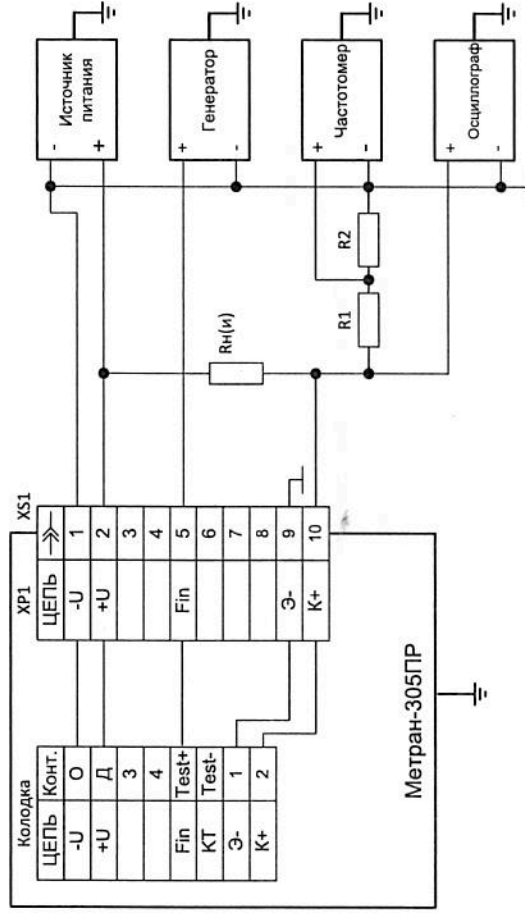 Колодка
ЦЕПЬ Конт.
-U О
+U Д
3
4
Fin Test+
КТ Test-
Э- 1
К+ 2
XP1 XS1
ЦЕПЬ
-U 1
+U 2
3
4
Fin 5
6
7
8
Э- 9
К+ 10
Метран-305ПР
Rн(и)
R1
R2
Источник
питания
-
+
Генератор
+
-
Частотомер
+
-
Осциллограф
+
-